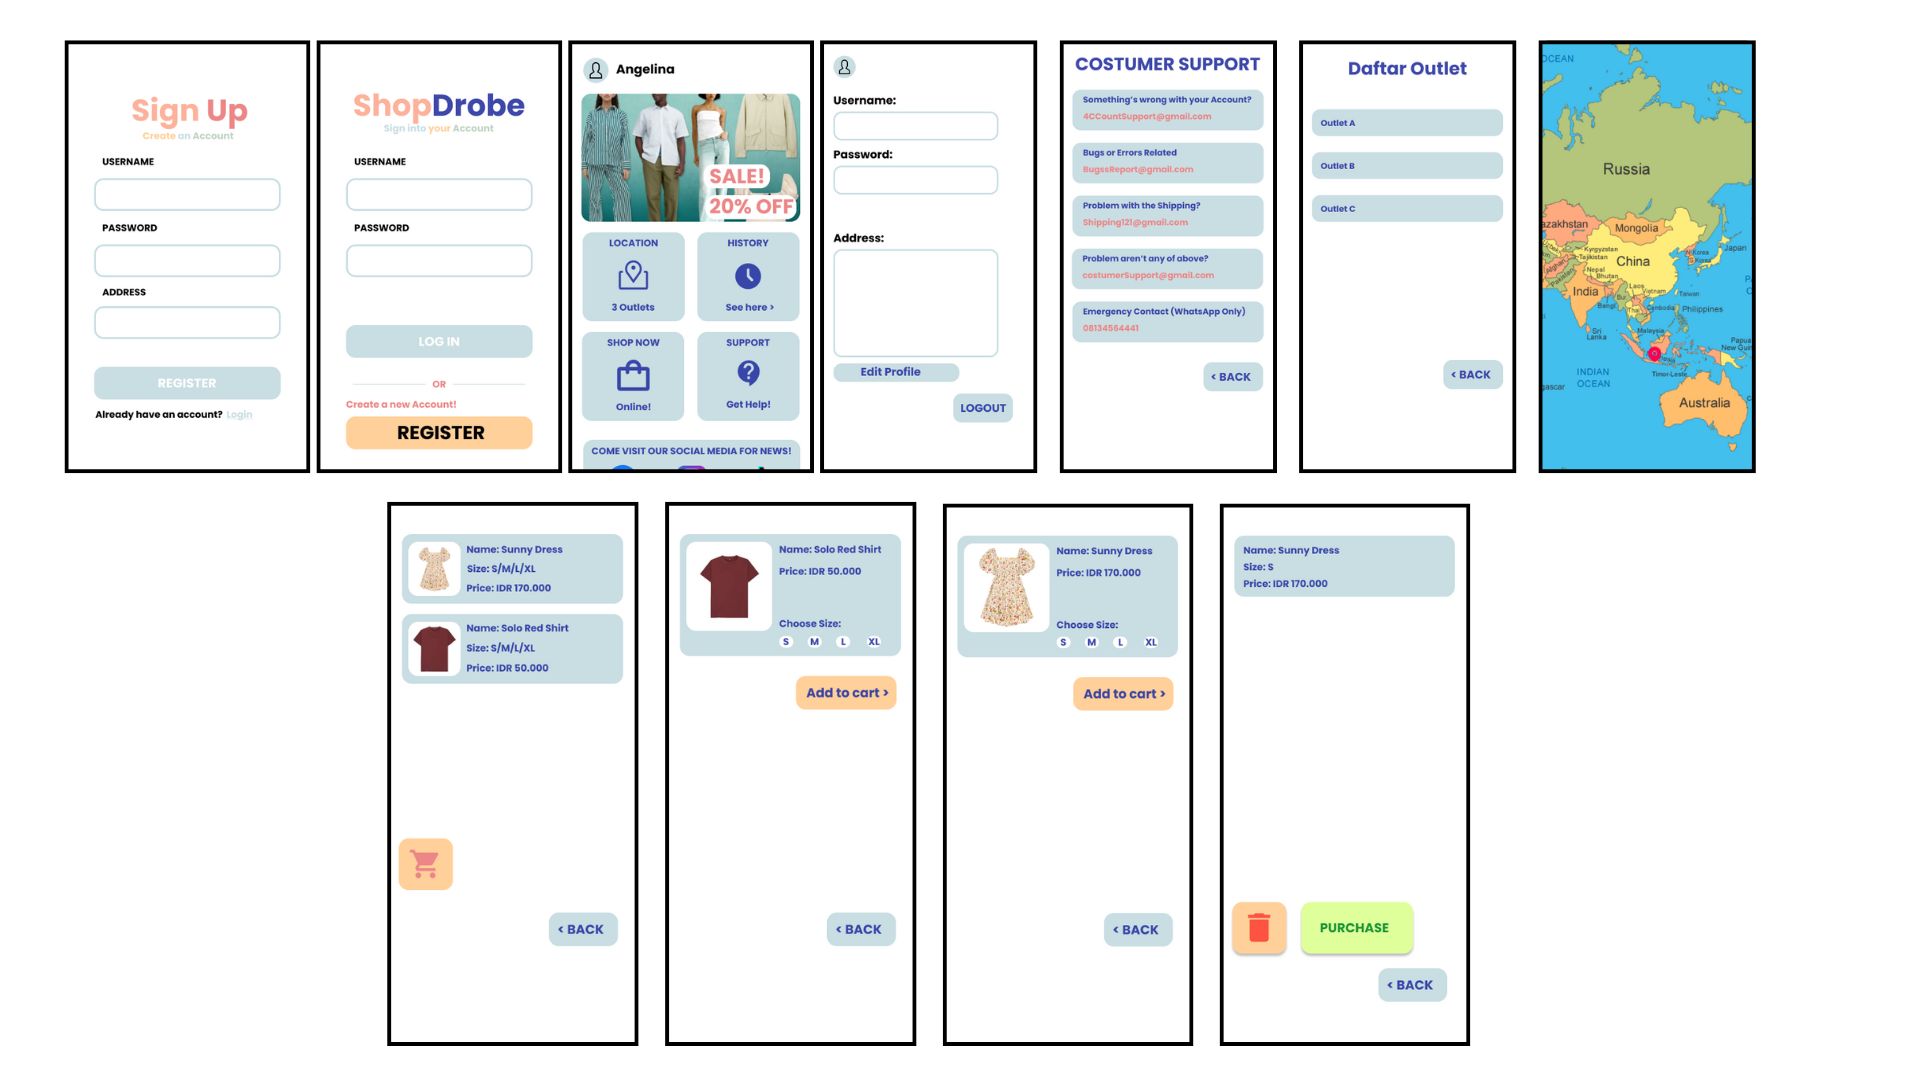 Sign Up
Create an Account
USERNAME
PASSWORD
ADDRESS
REGISTER
Already have an account? Login
ShopDrobe
Sign into your Account
USERNAME
PASSWORD
LOG IN
OR
Create a new Account!
REGISTER
Angelina
SALE!
20% OFF
LOCATION
3 Outlets
HISTORY
See here >
SHOP NOW
Online!
SUPPORT
Get Help!
COME VISIT OUR SOCIAL MEDIA FOR NEWS!
Username:
Password:
Address:
Edit Profile
LOGOUT
COSTUMER SUPPORT
Something's wrong with your Account?
4CCountSupport@gmail.com
Bugs or Errors Related
BugssReport@gmail.com
Problem with the Shipping?
Shipping121@gmail.com
Problem aren't any of above?
costumerSupport@gmail.com
Emergency Contact (WhatsApp Only)
08134564441
< BACK
Daftar Outlet
Outlet A
Outlet B
Outlet C
< BACK
OCEAN
Russia
azakhstan
Mongolia
Kyrgyzstan
Tajikistan
N.Korea
S.Korea
Japan
China
Afghan
Pakistan
Nepal
Bhutan
India
Laos
Vietnam
Taiwan
Cambodia
Philippines
Sri
Lanka
Malaysia
Papua
New Guin
INDIAN
OCEAN
Timor-Leste
gascar
Australia
Name: Sunny Dress
Size: S/M/L/XL
Price: IDR 170.000
Name: Solo Red Shirt
Size: S/M/L/XL
Price: IDR 50.000
< BACK
Name: Solo Red Shirt
Price: IDR 50.000
Choose Size:
S M L XL
Add to cart >
< BACK
Name: Sunny Dress
Price: IDR 170.000
Choose Size:
S M L XL
Add to cart >
< BACK
Name: Sunny Dress
Size: S
Price: IDR 170.000
PURCHASE
< BACK